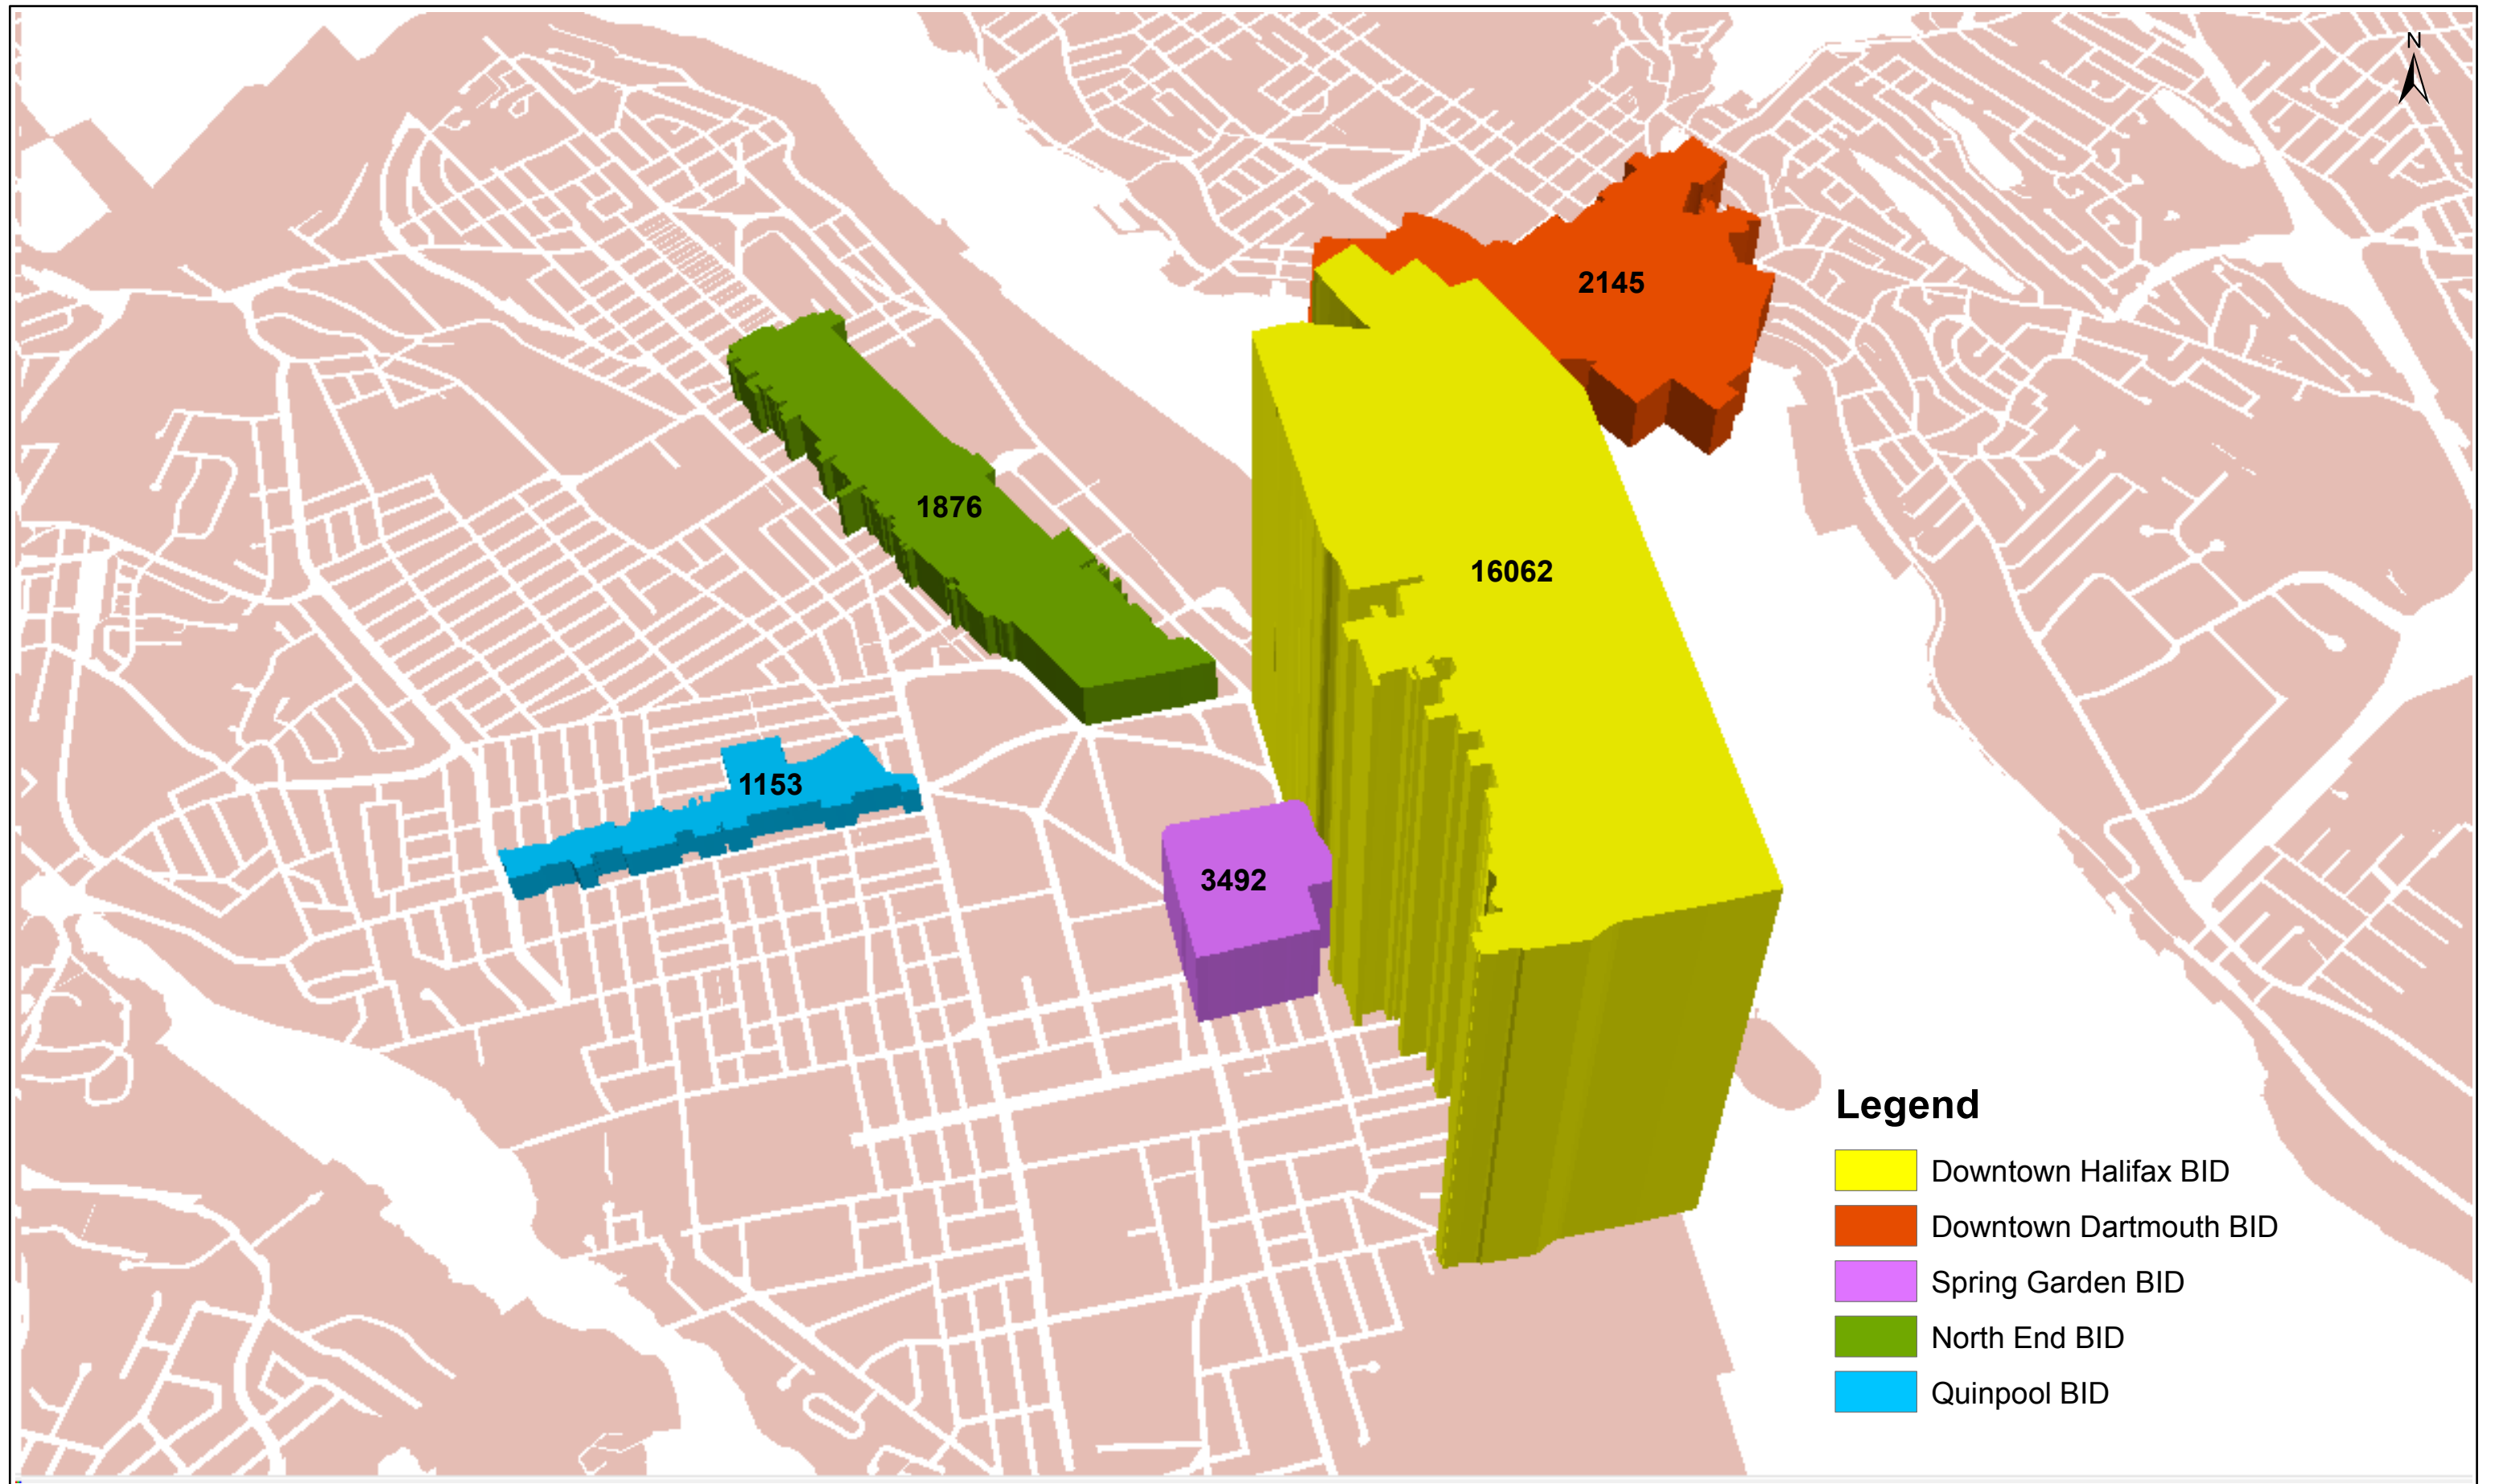 N
2145
1876
16062
1153
3492
Legend
Downtown Halifax BID
Downtown Dartmouth BID
Spring Garden BID
North End BID
Quinpool BID